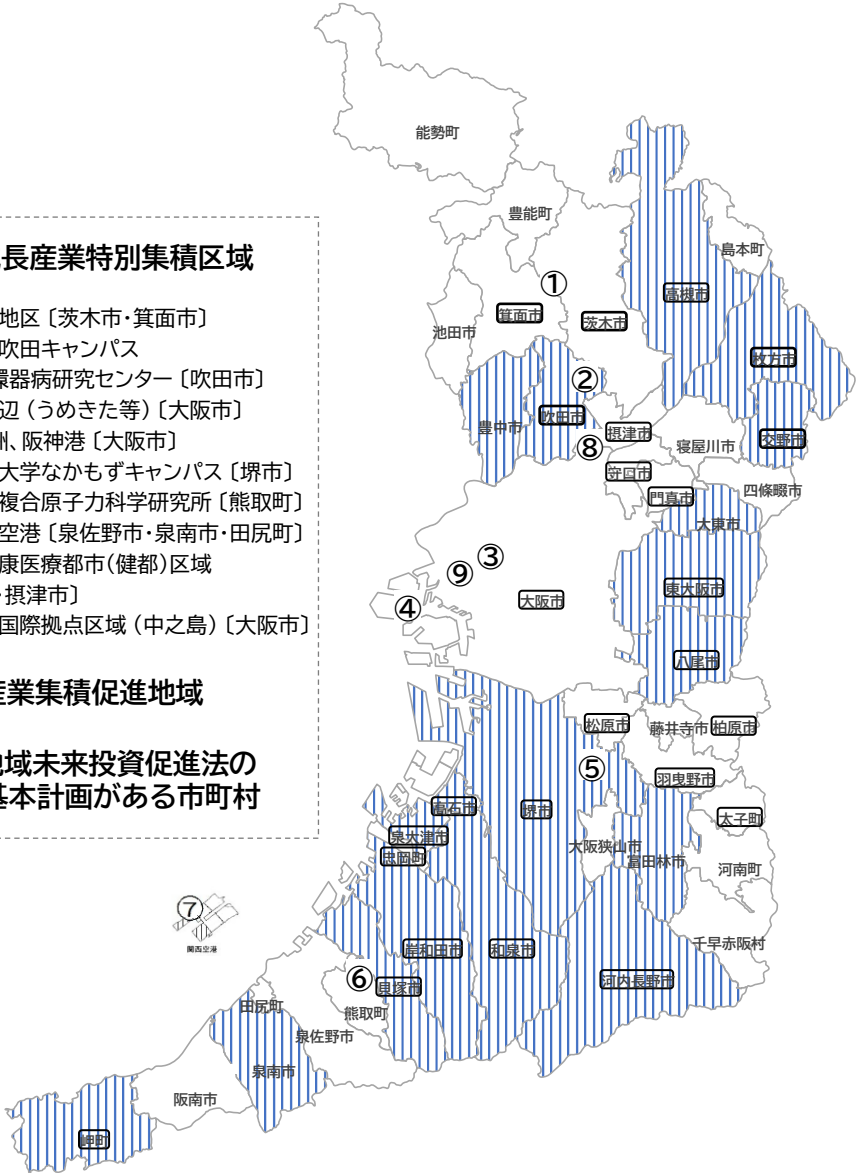 長産業特別集積区域
地区〔茨木市・箕面市〕
吹田キャンパス
環器病研究センター〔吹田市〕
辺（うめきた等）〔大阪市〕
州、阪神港〔大阪市〕
大学なかもずキャンパス〔堺市〕
複合原子力科学研究所〔熊取町〕
空港〔泉佐野市・泉南市・田尻町〕
康医療都市(健都)区域
・摂津市〕
国際拠点区域（中之島）〔大阪市〕
産業集積促進地域
地域未来投資促進法の
基本計画がある市町村
能勢町
豊能町
島本町
①
高槻市
箕面市
茨木市
池田市
枚方市
②
吹田市
豊中市
摂津市
交野市
⑧
寝屋川市
守口市
門真市
四條畷市
大東市
③
⑨
④
大阪市
東大阪市
八尾市
松原市
藤井寺市
柏原市
⑤
羽曳野市
高石市
堺市
太子町
泉大津市
忠岡町
大阪狭山市
富田林市
河南町
⑦
関西空港
千早赤阪村
岸和田市
和泉市
⑥
貝塚市
河内長野市
熊取町
田尻町
泉佐野市
泉南市
阪南市
岬町